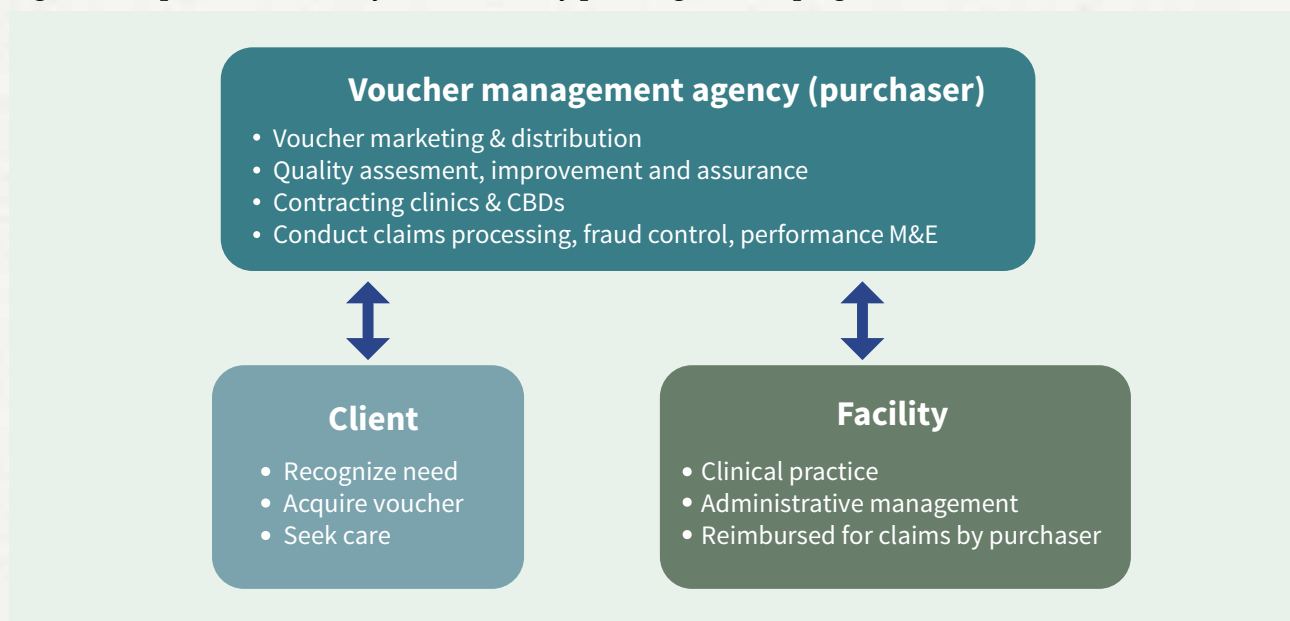 Voucher management agency (purchaser)
• Voucher marketing & distribution
• Quality assesment, improvement and assurance
• Contracting clinics & CBDs
• Conduct claims processing, fraud control, performance M&E
Client
• Recognize need
• Acquire voucher
• Seek care
Facility
• Clinical practice
• Administrative management
• Reimbursed for claims by purchaser